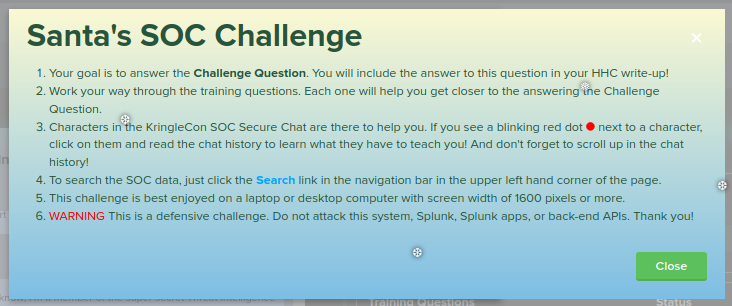 Santa's SOC Challenge
1. Your goal is to answer the Challenge Question. You will include the answer to this question in your HHC write-up!
2. Work your way through the training questions. Each one will help you get closer to the answering the Challenge
Question.
3. Characters in the KringleCon SOC Secure Chat are there to help you. If you see a blinking red dot next to a character,
click on them and read the chat history to learn what they have to teach you! And don't forget to scroll up in the chat
history!
4. To search the SOC data, just click the Search link in the navigation bar in the upper left hand corner of the page.
5. This challenge is best enjoyed on a laptop or desktop computer with screen width of 1600 pixels or more.
6. WARNING This is a defensive challenge. Do not attack this system, Splunk, Splunk apps, or back-end APIs. Thank you!
Close
Training Questions
Status